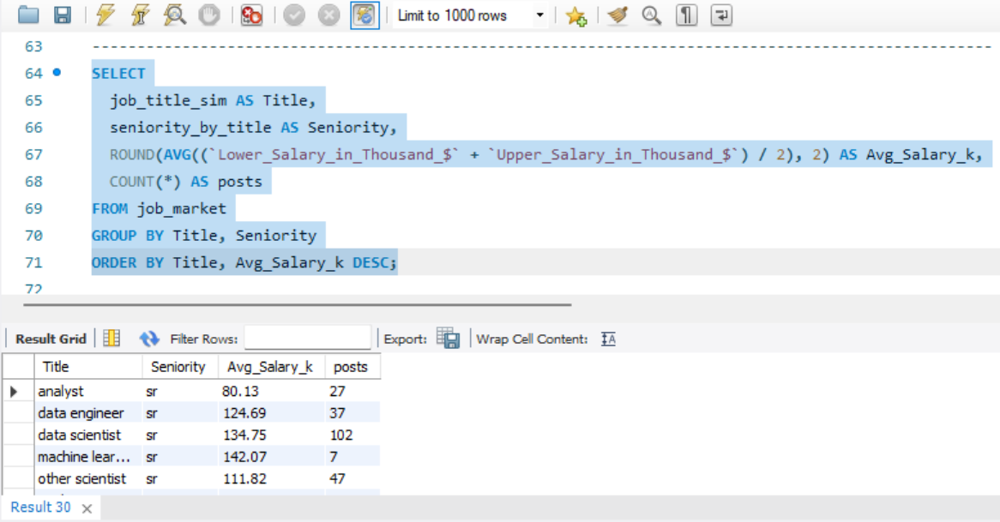 Limit to 1000 rows
63 --------------------------------------------------------------------------------------------
64 SELECT
65 job_title_sim AS Title,
66 seniority_by_title AS Seniority,
67 ROUND(AVG((`Lower_Salary_in_Thousand_$` + `Upper_Salary_in_Thousand_$`) / 2), 2) AS Avg_Salary_k,
68 COUNT(*) AS posts
69 FROM job_market
70 GROUP BY Title, Seniority
71 ORDER BY Title, Avg_Salary_k DESC;
72
Result Grid Filter Rows: Export: Wrap Cell Content: IA
Title Seniority Avg_Salary_k posts
analyst sr 80.13 27
data engineer sr 124.69 37
data scientist sr 134.75 102
machine lear... sr 142.07 7
other scientist sr 111.82 47
Result 30